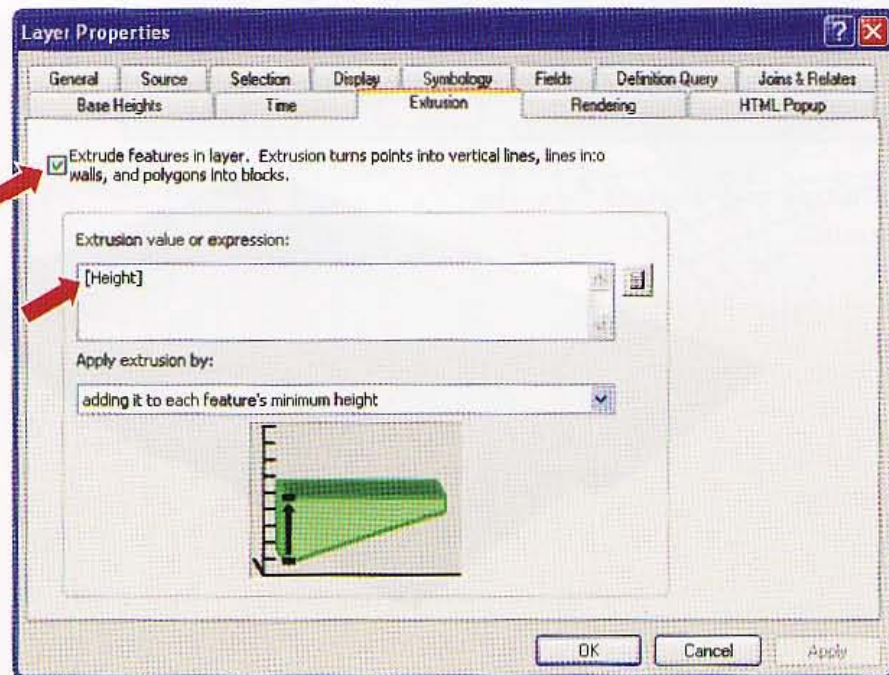 Layer Properties
General Source Selection Display Symbology Fields Definition Query Joins & Relates
Base Heights Time Extrusion Rendering HTML Popup
Extrude features in layer. Extrusion turns points into vertical lines, lines into
walls, and polygons into blocks.
Extrusion value or expression:
[Height]
Apply extrusion by:
adding it to each feature's minimum height
OK Cancel Apply